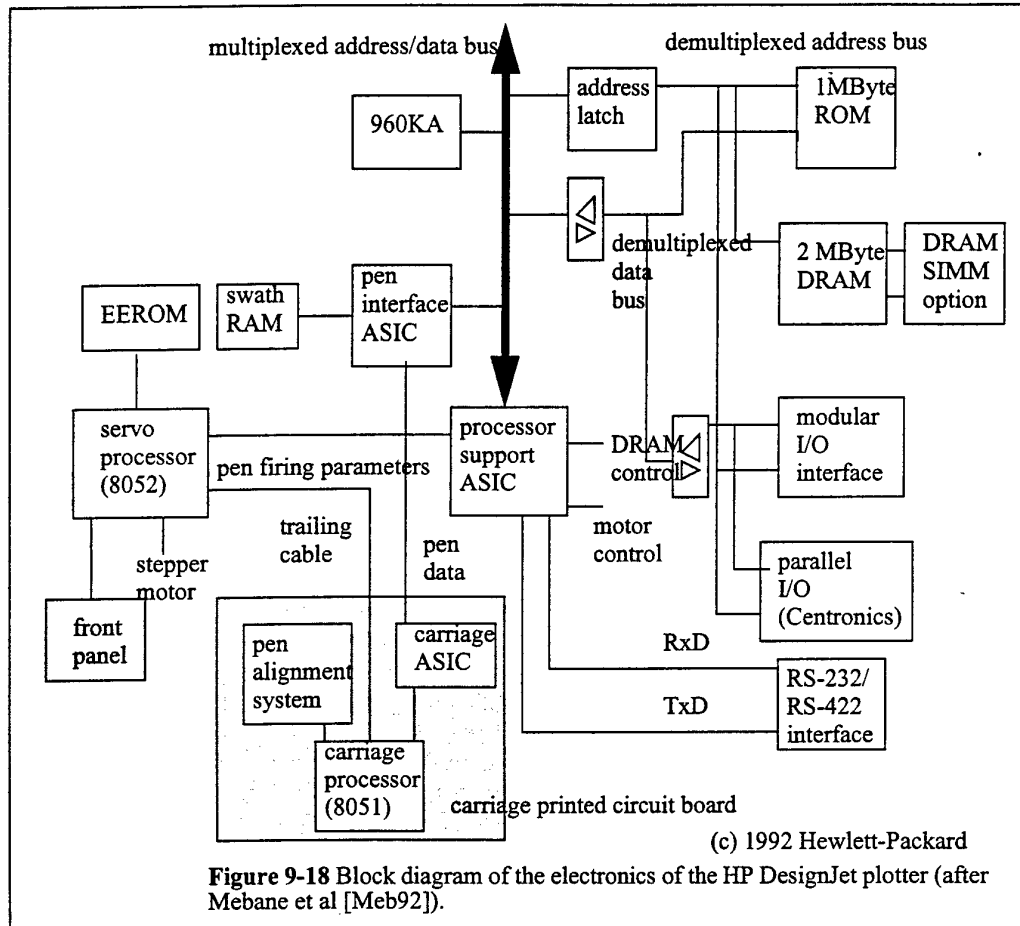 multiplexed address/data bus
demultiplexed address bus
960KA
address
latch
1MByte
ROM
demultiplexed
data
bus
2 MByte
DRAM
DRAM
SIMM
option
EEROM
swath
RAM
pen
interface
ASIC
servo
processor
(8052)
pen firing parameters
processor
support
ASIC
DRAM
control
modular
I/O
interface
trailing
cable
pen
data
motor
control
stepper
motor
front
panel
parallel
I/O
(Centronics)
pen
alignment
system
carriage
ASIC
RxD
TxD
RS-232/
RS-422
interface
carriage
processor
(8051)
carriage printed circuit board
(c) 1992 Hewlett-Packard
Figure 9-18 Block diagram of the electronics of the HP DesignJet plotter (after
Mebane et al [Meb92]).